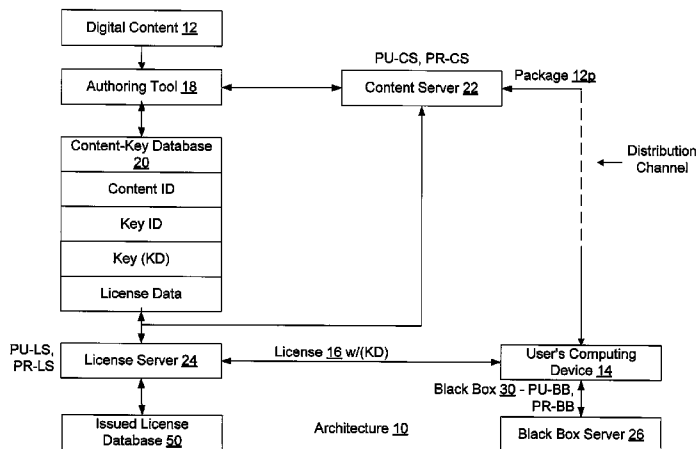 Digital Content 12
PU-CS, PR-CS
Package 12p
Authoring Tool 18
Content Server 22
Distribution
Channel
Content-Key Database
20
Content ID
Key ID
Key (KD)
License Data
PU-LS,
PR-LS
License Server 24
License 16 w/(KD)
User's Computing
Device 14
Black Box 30 - PU-BB,
PR-BB
Issued License
Database 50
Architecture 10
Black Box Server 26